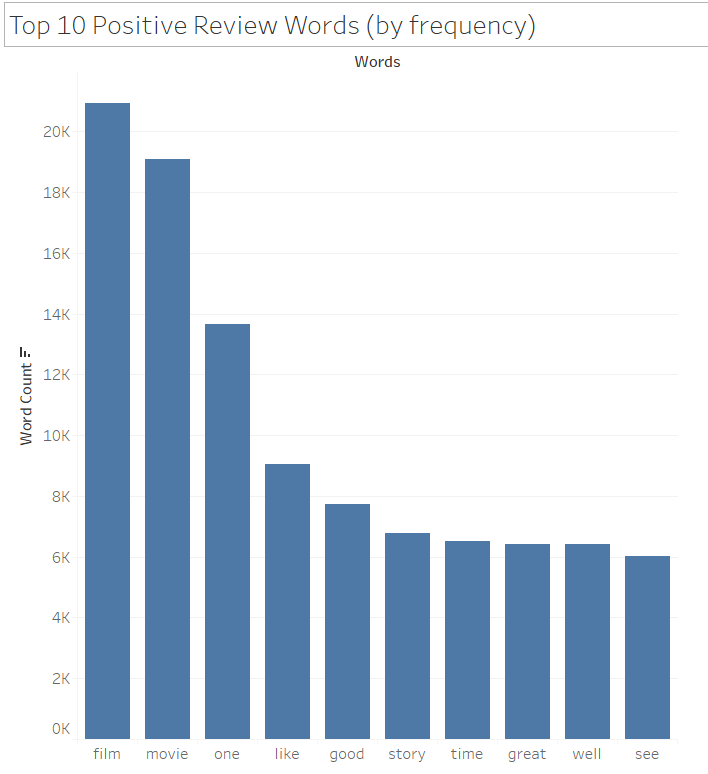 Top 10 Positive Review Words (by frequency)
Words
20K
18K
16K
14K
12K
10K
8K
6K
4K
2K
0K
Word Count
film movie one like good story time great well see